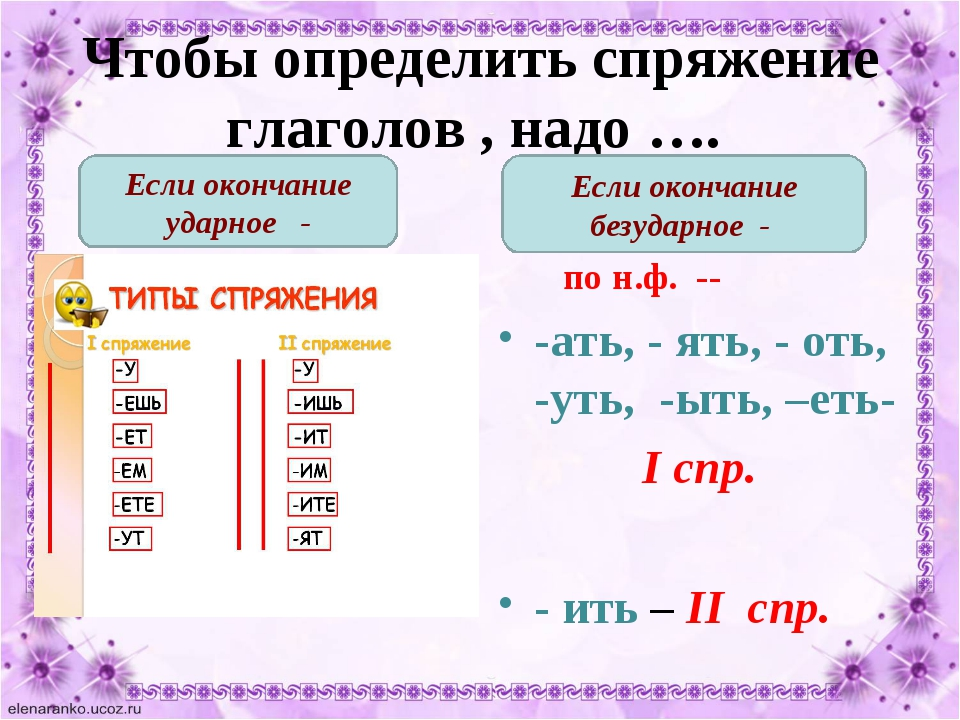 Чтобы определить спряжение
глаголов , надо ….
Если окончание
ударное -
Если окончание
безударное -
ТИПЫ СПРЯЖЕНИЯ
I спряжение
II спряжение
-У
-У
-ЕШЬ
-ИШЬ
-ЕТ
-ИТ
-ЕМ
-ИМ
-ЕТЕ
-ИТЕ
-УТ
-ЯТ
по н.ф. --
• -ать, - ять, - оть,
-уть, -ыть, –еть-
I спр.
• - ить – II спр.
elenaranko.ucoz.ru